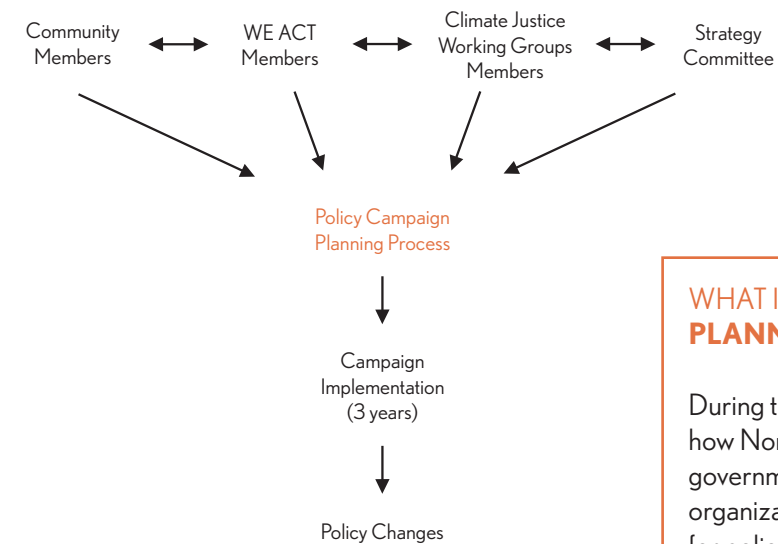 Community
Members
WE ACT
Members
Climate Justice
Working Groups
Members
Strategy
Committee
Policy Campaign
Planning Process
Campaign
Implementation
(3 years)
Policy Changes
WHAT I
PLANN
During t
how Nor
governm
organiza